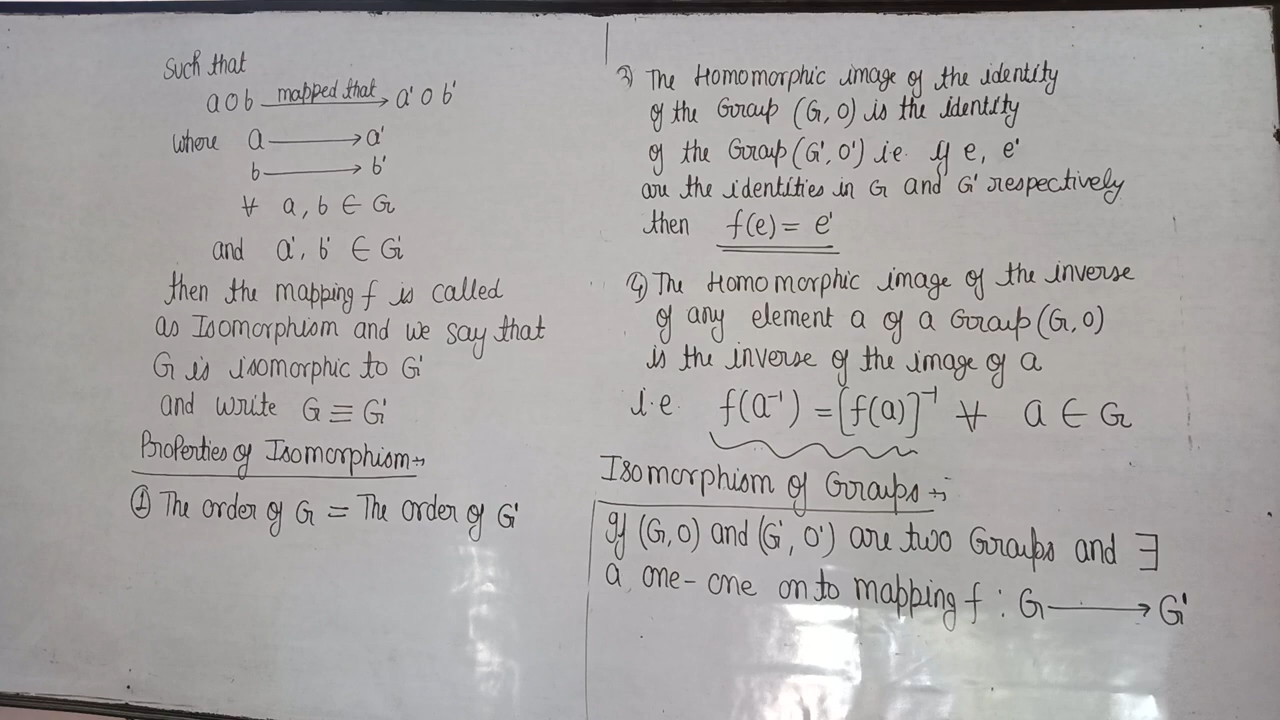 Such that
a o b mapped that → a' o b'
where a → a'
b → b'
∀ a, b ∈ G
and a', b' ∈ G'
then the mapping f is called
as Isomorphism and we say that
G is isomorphic to G'
and write G ≡ G'
Properties of Isomorphism→
① The order of G = The order of G'
3) The Homomorphic image of the identity
of the Group (G, O) is the identity
of the Group (G', O') i.e. If e, e'
are the identities in G and G' respectively
then f(e) = e'
4) The Homomorphic image of the inverse
of any element a of a Group (G, O)
is the inverse of the image of a
i.e. f(a⁻¹) = [f(a)]⁻¹ ∀ a ∈ G
Isomorphism of Groups →
If (G, O) and (G', O') are two Groups and ∃
a one-one on to mapping f : G → G'